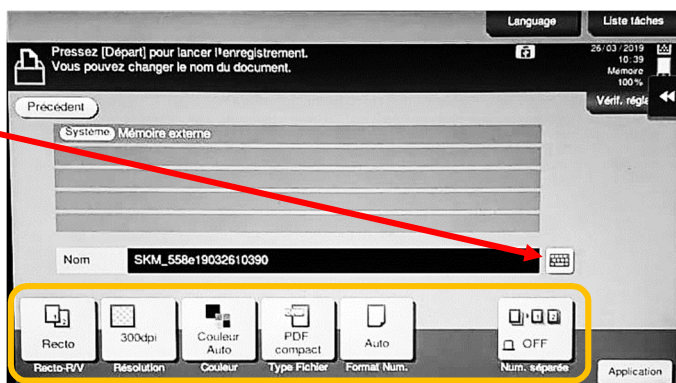 Language
Liste tâches
Pressez [Départ] pour lancer l'enregistrement.
Vous pouvez changer le nom du document.
26/03/2019
10:39
Mémoire
100%
Précédent
Vérif. régla
Système Mémoire externe
Nom SKM_558e19032610390
Recto
300dpi
Couleur
Auto
PDF
compact
Auto
OFF
Recto-R/V
Résolution
Couleur
Type Fichier
Format Num.
Num. séparée
Application